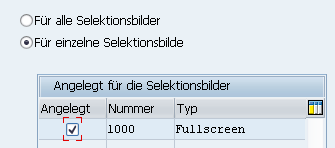 Für alle Selektionsbilder
Für einzelne Selektionsbilde
Angelegt für die Selektionsbilder
Angelegt Nummer Typ
1000 Fullscreen